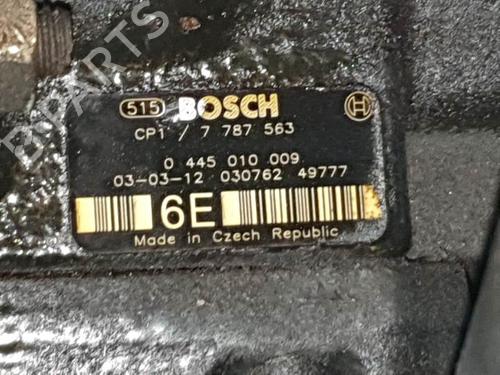 515 BOSCH
CP1 / 7 787 563
0 445 010 009
03-03-12 030762 49777
6E
Made in Czech Republic